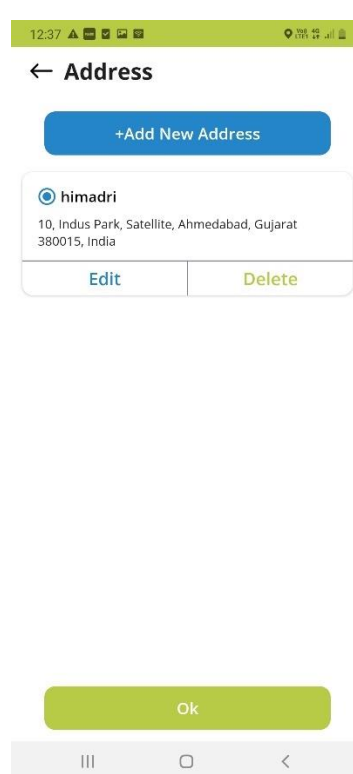 12:37
Address
+Add New Address
himadri
10, Indus Park, Satellite, Ahmedabad, Gujarat
380015, India
Edit Delete
Ok